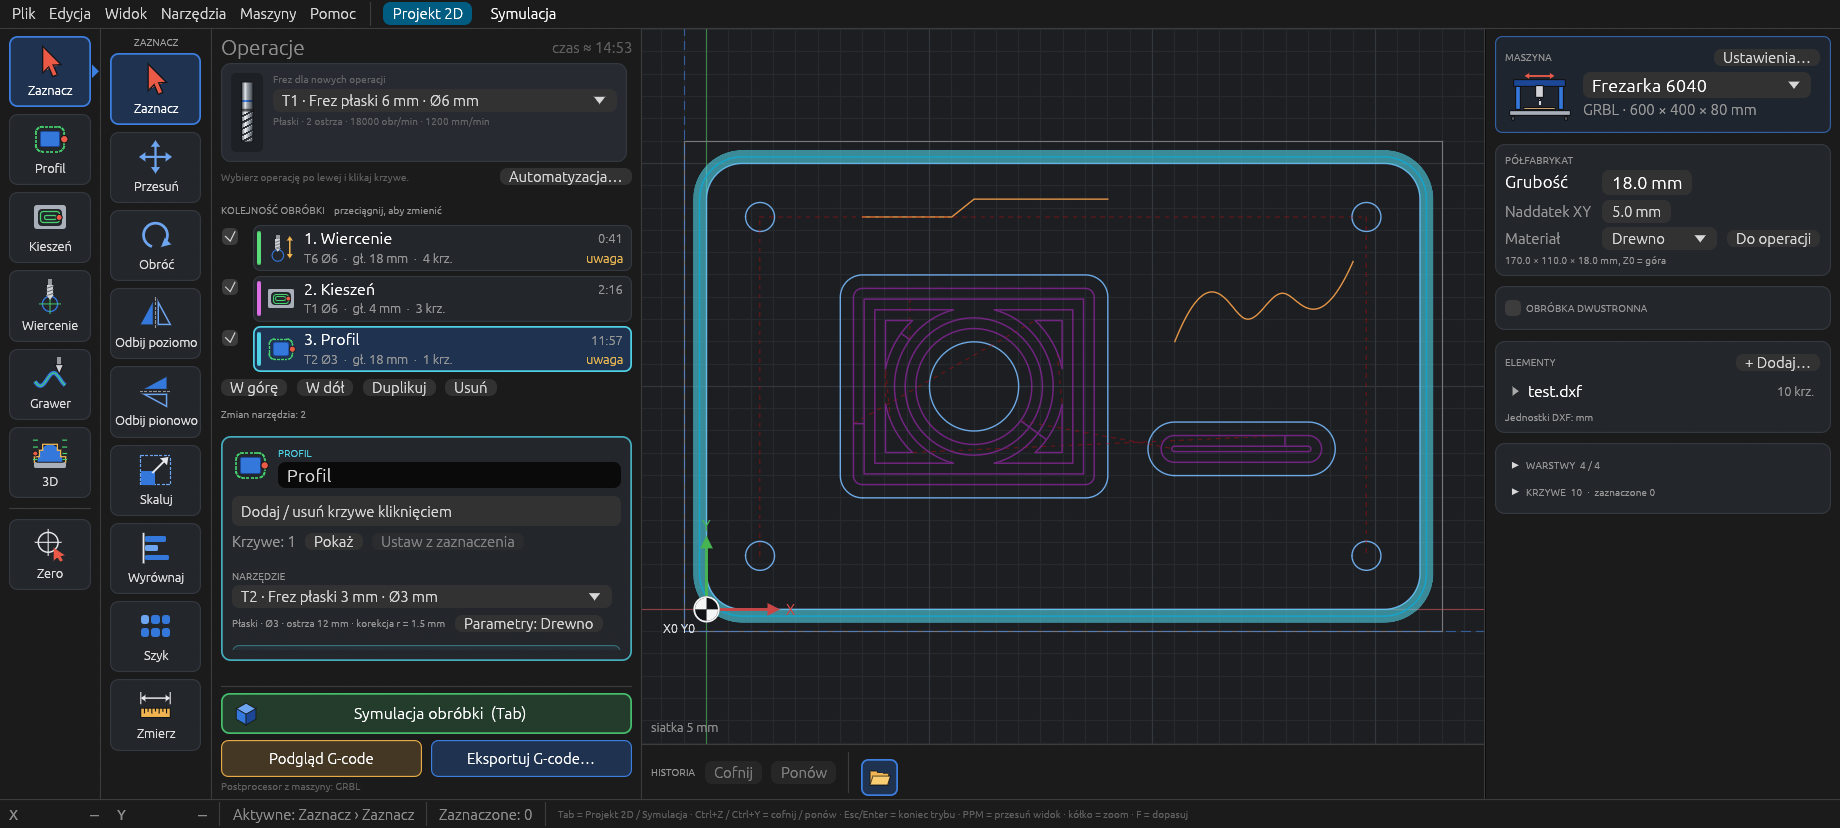 Plik Edycja Widok Narzędzia Maszyny Pomoc Projekt 2D Symulacja
Zaznacz
Profil
Kieszeń
Wiercenie
Grawer
3D
Zero
ZAZNACZ
Zaznacz
Przesuń
Obróć
Odbij poziomo
Odbij pionowo
Skaluj
Wyrównaj
Szyk
Zmierz
Operacje czas ≈ 14:53
Frez dla nowych operacji
T1 · Frez płaski 6 mm · Ø6 mm
Płaski · 2 ostrza · 18000 obr/min · 1200 mm/min
Wybierz operację po lewej i klikaj krzywe. Automatyzacja...
KOLEJNOŚĆ OBRÓBKI przeciągnij, aby zmienić
1. Wiercenie 0:41
T6 Ø6 · gł. 18 mm · 4 krz. uwaga
2. Kieszeń 2:16
T1 Ø6 · gł. 4 mm · 3 krz.
3. Profil 11:57
T2 Ø3 · gł. 18 mm · 1 krz. uwaga
W górę W dół Duplikuj Usuń
Zmian narzędzia: 2
PROFIL
Profil
Dodaj / usuń krzywe kliknięciem
Krzywe: 1 Pokaż Ustaw z zaznaczenia
NARZĘDZIE
T2 · Frez płaski 3 mm · Ø3 mm
Płaski · Ø3 · ostrza 12 mm · korekcja r = 1.5 mm Parametry: Drewno
Symulacja obróbki (Tab)
Podgląd G-code Eksportuj G-code...
Postprocesor z maszyny: GRBL
Y
X
X0 Y0
siatka 5 mm
HISTORIA Cofnij Ponów
MASZYNA Ustawienia...
Frezarka 6040
GRBL · 600 × 400 × 80 mm
PÓŁFABRYKAT
Grubość 18.0 mm
Naddatek XY 5.0 mm
Materiał Drewno Do operacji
170.0 × 110.0 × 18.0 mm, Z0 = góra
OBRÓBKA DWUSTRONNA
ELEMENTY + Dodaj...
test.dxf 10 krz.
Jednostki DXF: mm
WARSTWY 4 / 4
KRZYWE 10 · zaznaczone 0
X – Y – Aktywne: Zaznacz › Zaznacz Zaznaczone: 0 Tab = Projekt 2D / Symulacja · Ctrl+Z / Ctrl+Y = cofnij / ponów · Esc/Enter = koniec trybu · PPM = przesuń widok · kółko = zoom · F = dopasuj